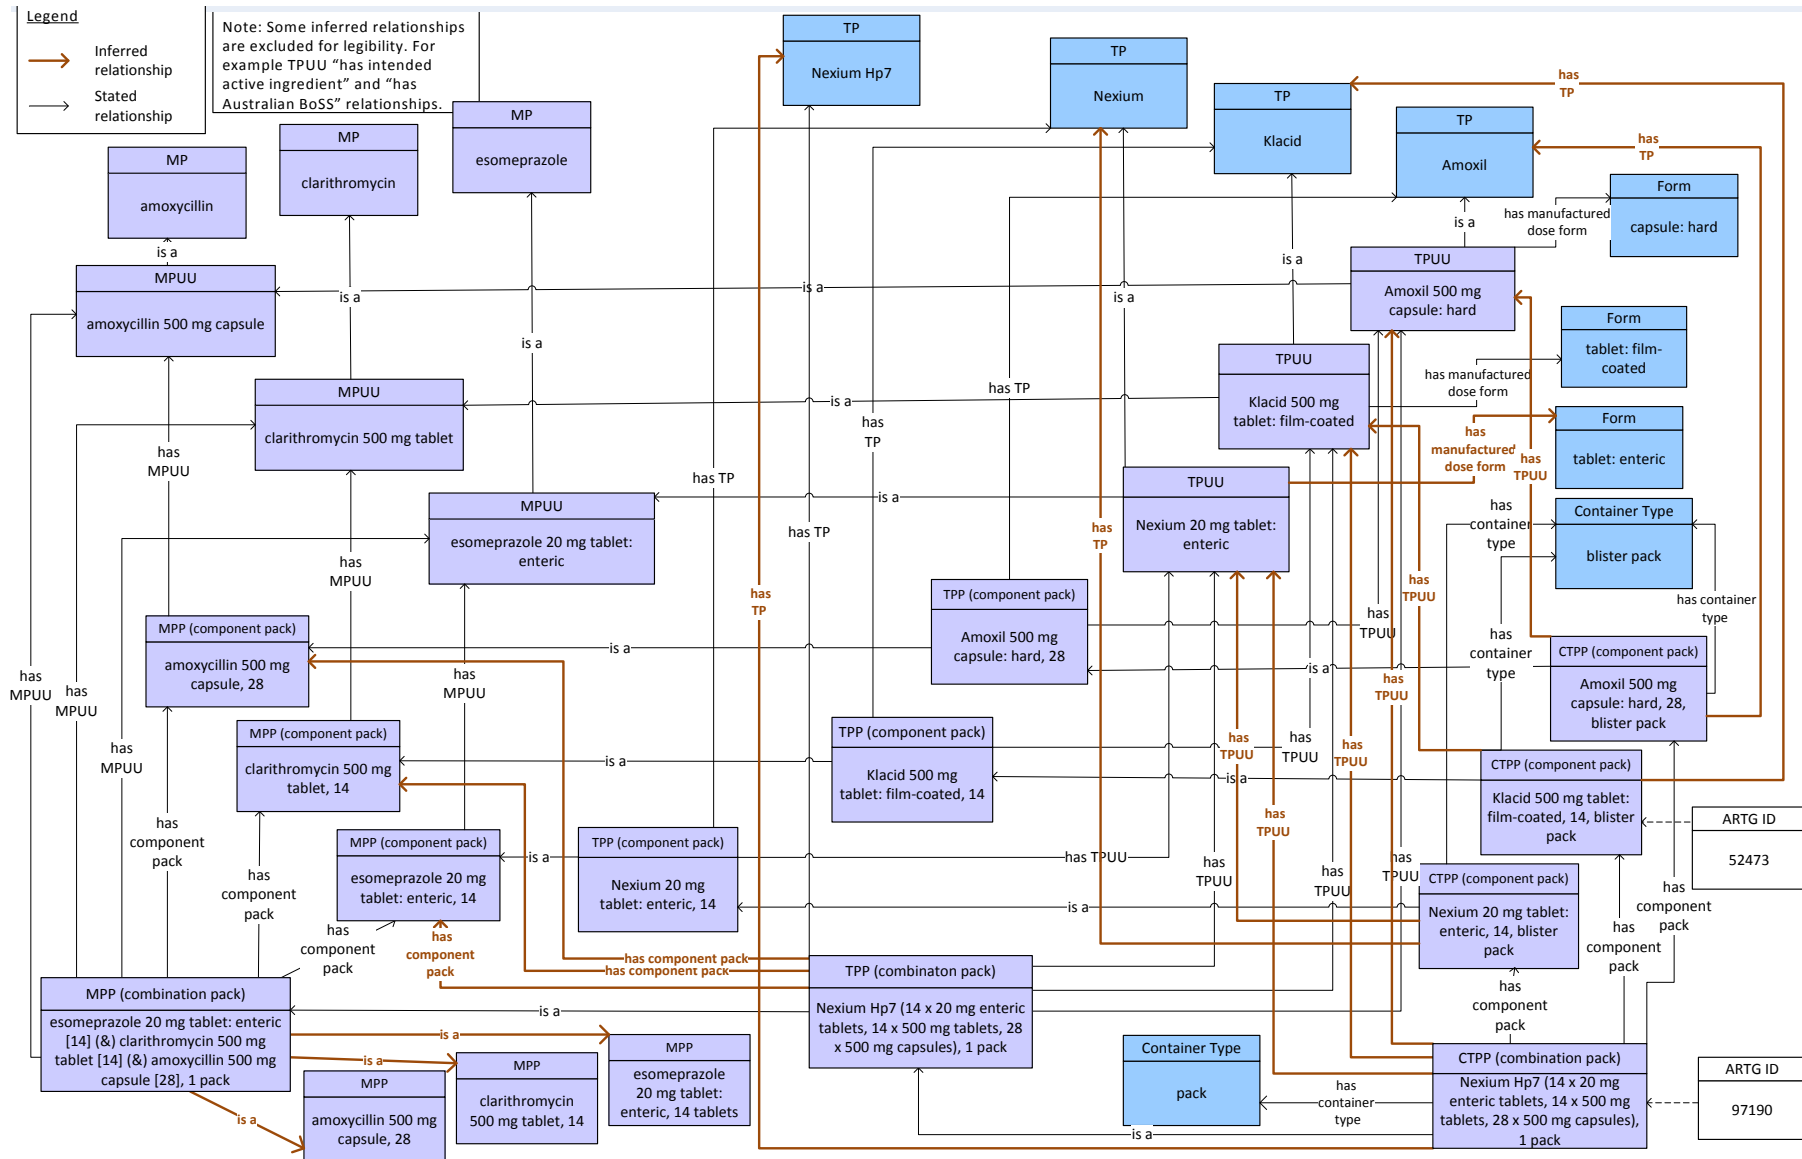 Legend
Inferred
relationship
Stated
relationship
Note: Some inferred relationships
are excluded for legibility. For
example TPUU “has intended
active ingredient” and “has
Australian BoSS” relationships.
TP
Nexium Hp7
TP
Nexium
TP
Klacid
TP
Amoxil
has
TP
has
TP
MP
esomeprazole
MP
clarithromycin
MP
amoxycillin
Form
capsule: hard
has manufactured
dose form
is a
is a
is a
is a
is a
is a
is a
is a
MPUU
amoxycillin 500 mg capsule
TPUU
Amoxil 500 mg
capsule: hard
Form
tablet: film-
coated
TPUU
Klacid 500 mg
tablet: film-coated
has manufactured
dose form
MPUU
clarithromycin 500 mg tablet
is a
has TP
Form
tablet: enteric
has
manufactured
dose form
has
TP
has
MPUU
has
TPUU
has TP
TPUU
Nexium 20 mg tablet:
enteric
is a
MPUU
esomeprazole 20 mg tablet:
enteric
has TP
has
TP
has
container
type
Container Type
blister pack
has
MPUU
has
TPUU
has
TP
TPP (component pack)
Amoxil 500 mg
capsule: hard, 28
has container
type
has
TPUU
MPP (component pack)
amoxycillin 500 mg
capsule, 28
is a
is a
has
container
type
CTPP (component pack)
Amoxil 500 mg
capsule: hard, 28,
blister pack
has
MPUU
has
MPUU
has
MPUU
has
MPUU
has
TPUU
MPP (component pack)
clarithromycin 500 mg
tablet, 14
is a
TPP (component pack)
Klacid 500 mg
tablet: film-coated, 14
has
TPUU
has
TPUU
has
TPUU
is a
CTPP (component pack)
Klacid 500 mg tablet:
film-coated, 14, blister
pack
ARTG ID
52473
has
TPUU
has
component
pack
MPP (component pack)
esomeprazole 20 mg
tablet: enteric, 14
is a
TPP (component pack)
Nexium 20 mg
tablet: enteric, 14
has TPUU
has
TPUU
has
TPUU
has
TPUU
is a
CTPP (component pack)
Nexium 20 mg tablet:
enteric, 14, blister
pack
has
component
pack
has
component
pack
has
component
pack
has
component
pack
has
component
pack
has component pack
has component pack
has
component
pack
MPP (combination pack)
esomeprazole 20 mg tablet: enteric
[14] (&) clarithromycin 500 mg
tablet [14] (&) amoxycillin 500 mg
capsule [28], 1 pack
is a
TPP (combinaton pack)
Nexium Hp7 (14 x 20 mg enteric
tablets, 14 x 500 mg tablets, 28
x 500 mg capsules), 1 pack
is a
is a
is a
MPP
esomeprazole
20 mg tablet:
enteric, 14 tablets
MPP
clarithromycin
500 mg tablet, 14
MPP
amoxycillin 500 mg
capsule, 28
Container Type
pack
has
container
type
is a
CTPP (combination pack)
Nexium Hp7 (14 x 20 mg
enteric tablets, 14 x 500 mg
tablets, 28 x 500 mg capsules),
1 pack
ARTG ID
97190